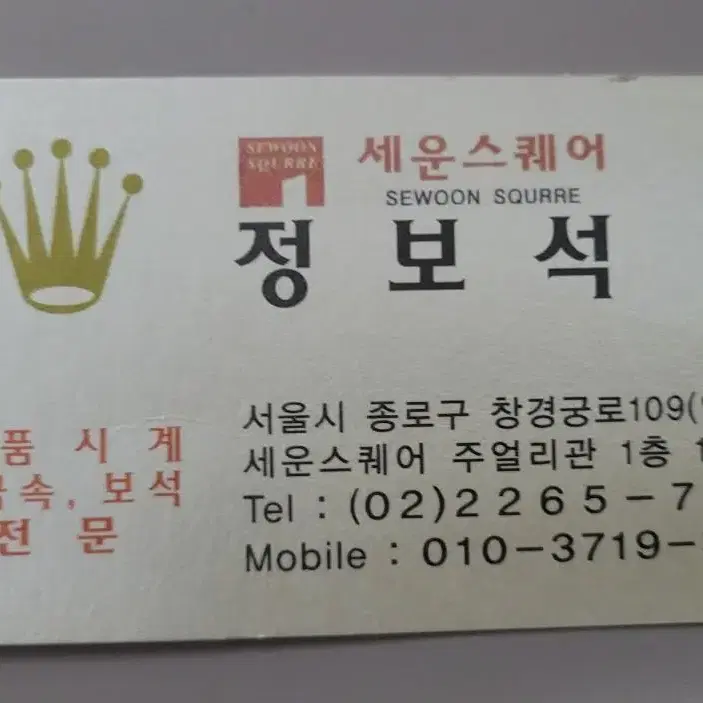 SEWOON
SQURRE
세운스퀘어
SEWOON SQURRE
정 보 석
서울시 종로구 창경궁로109(
세운스퀘어 주얼리관 1층
Tel : (02)2265-7
Mobile : 010-3719-
품 시 계
속, 보석
전 문